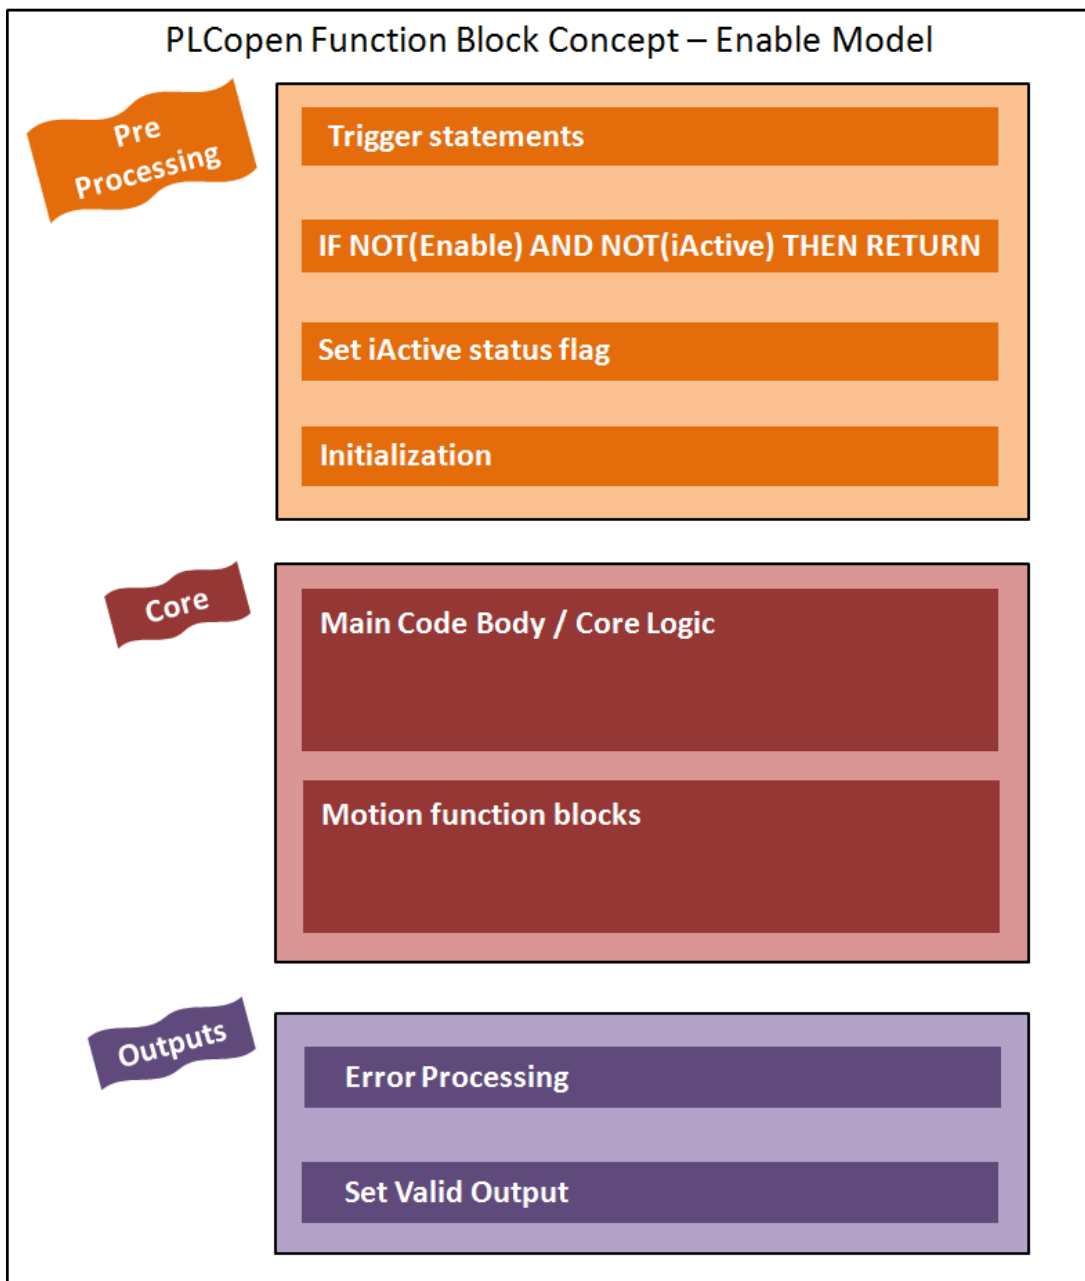 PLCopen Function Block Concept – Enable Model
Pre
Processing
Trigger statements
IF NOT(Enable) AND NOT(iActive) THEN RETURN
Set iActive status flag
Initialization
Core
Main Code Body / Core Logic
Motion function blocks
Outputs
Error Processing
Set Valid Output